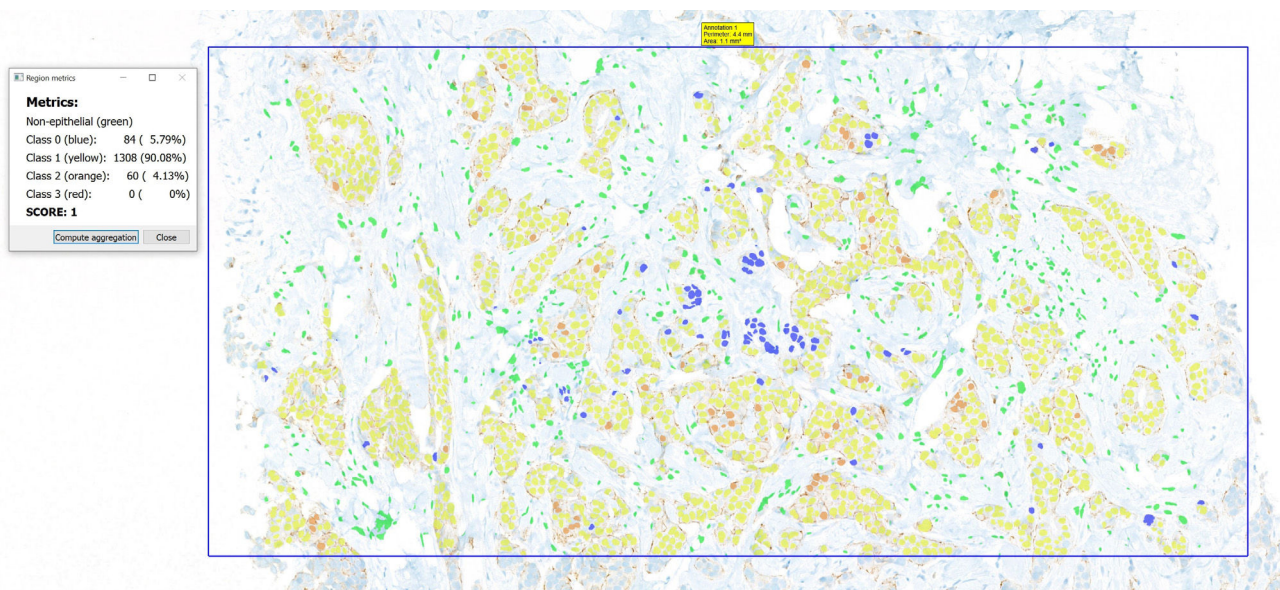 Annotation 1
Perimeter: 4.4 mm
Area: 1.1 mm²
Region metrics
Metrics:
Non-epithelial (green)
Class 0 (blue): 84 ( 5.79%)
Class 1 (yellow): 1308 (90.08%)
Class 2 (orange): 60 ( 4.13%)
Class 3 (red): 0 ( 0%)
SCORE: 1
Compute aggregation Close